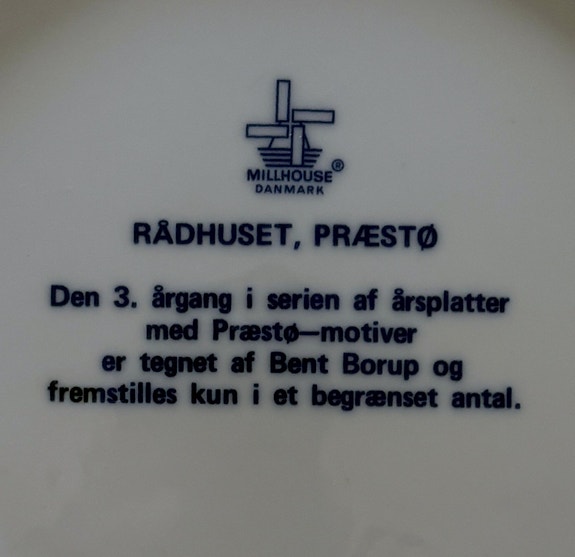 MILLHOUSE®
DANMARK
RÅDHUSET, PRÆSTØ
Den 3. årgang i serien af årsplatter
med Præstø—motiver
er tegnet af Bent Borup og
fremstilles kun i et begrænset antal.